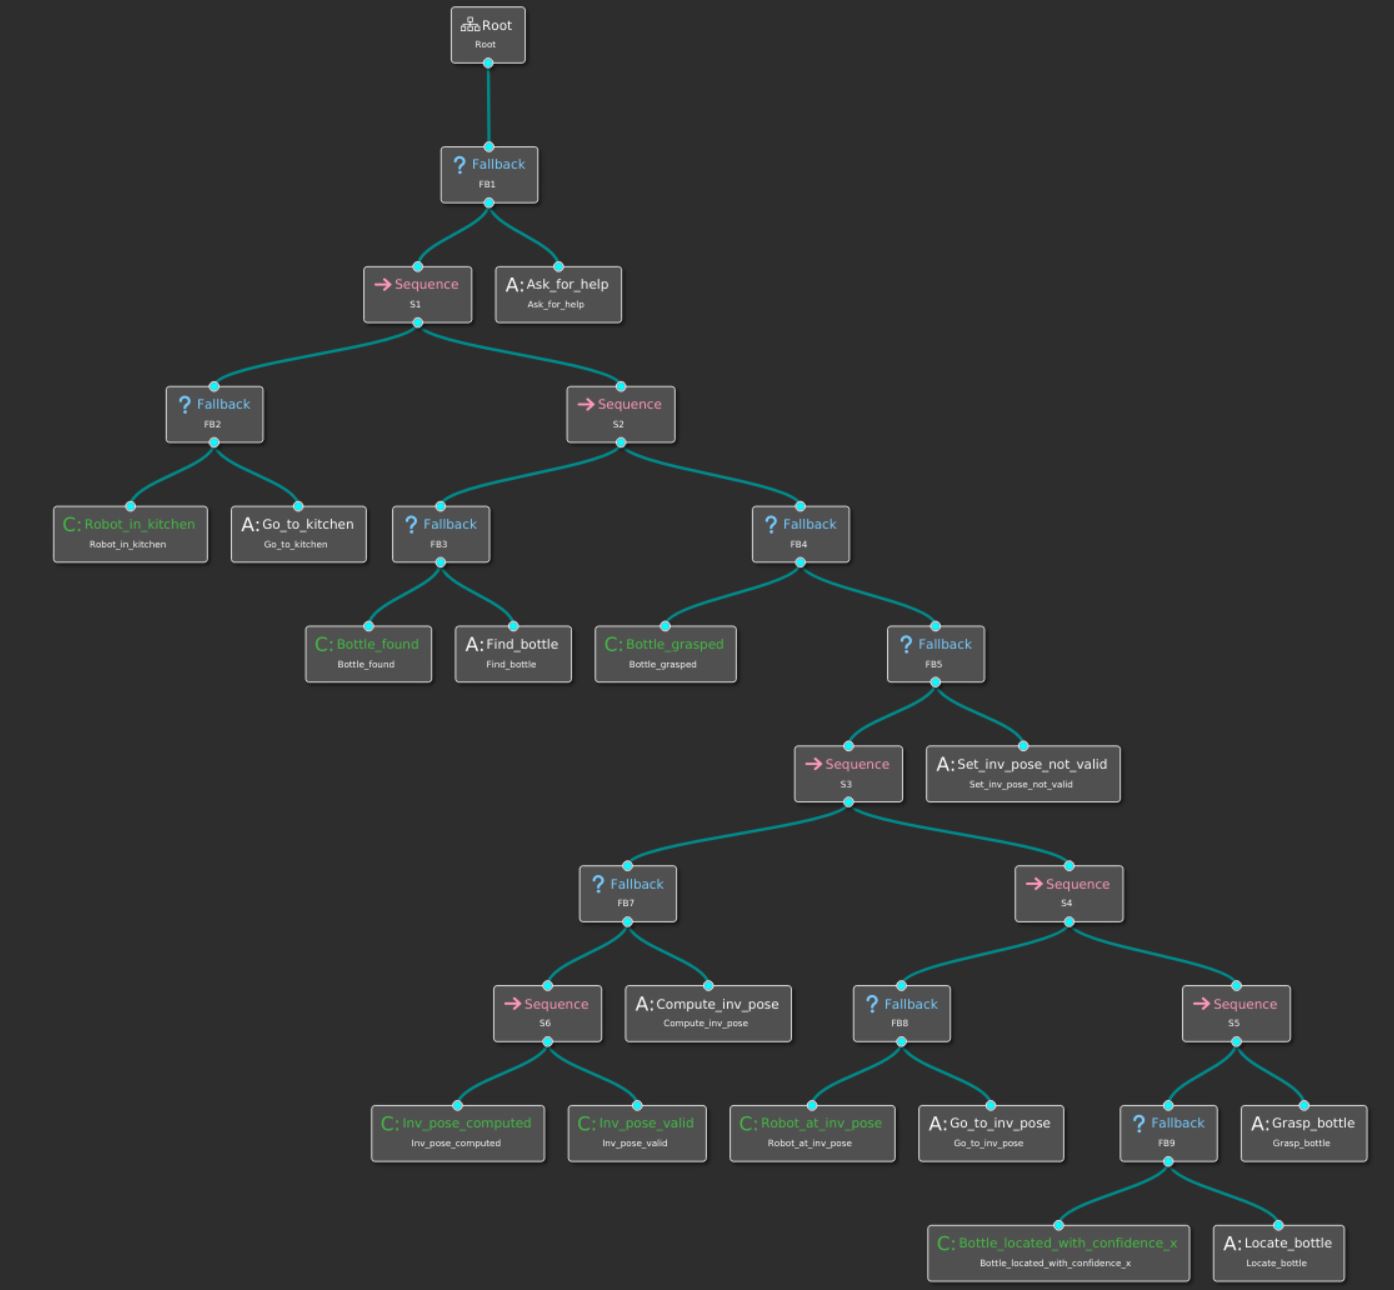 Root
Root
? Fallback
FB1
→ Sequence
S1
A: Ask_for_help
Ask_for_help
? Fallback
FB2
→ Sequence
S2
C: Robot_in_kitchen
Robot_in_kitchen
A: Go_to_kitchen
Go_to_kitchen
? Fallback
FB3
? Fallback
FB4
C: Bottle_found
Bottle_found
A: Find_bottle
Find_bottle
C: Bottle_grasped
Bottle_grasped
? Fallback
FB5
→ Sequence
S3
A: Set_inv_pose_not_valid
Set_inv_pose_not_valid
? Fallback
FB7
→ Sequence
S4
→ Sequence
S6
A: Compute_inv_pose
Compute_inv_pose
? Fallback
FB8
→ Sequence
S5
C: Inv_pose_computed
Inv_pose_computed
C: Inv_pose_valid
Inv_pose_valid
C: Robot_at_inv_pose
Robot_at_inv_pose
A: Go_to_inv_pose
Go_to_inv_pose
? Fallback
FB9
A: Grasp_bottle
Grasp_bottle
C: Bottle_located_with_confidence_x
Bottle_located_with_confidence_x
A: Locate_bottle
Locate_bottle